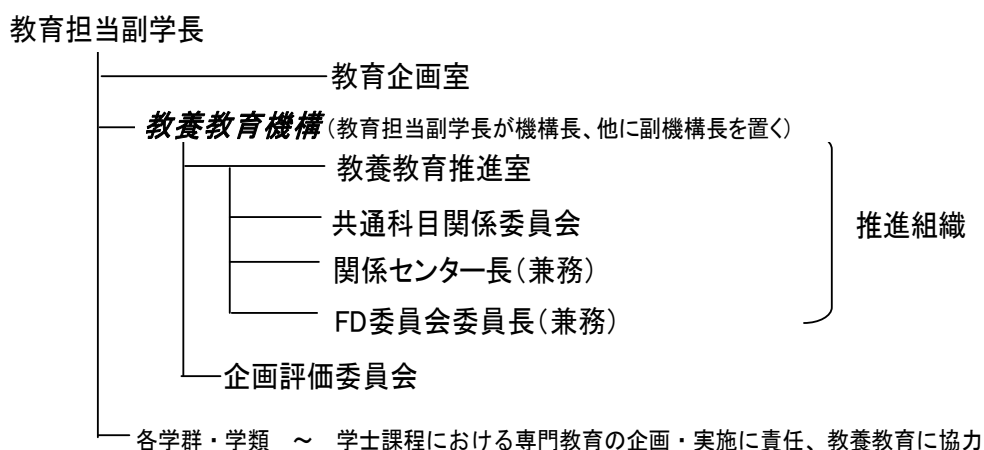 教育担当副学長
教育企画室
教養教育機構(教育担当副学長が機構長、他に副機構長を置く)
教養教育推進室
共通科目関係委員会
推進組織
関係センター長(兼務)
FD委員会委員長(兼務)
企画評価委員会
各学群・学類 ～ 学士課程における専門教育の企画・実施に責任、教養教育に協力